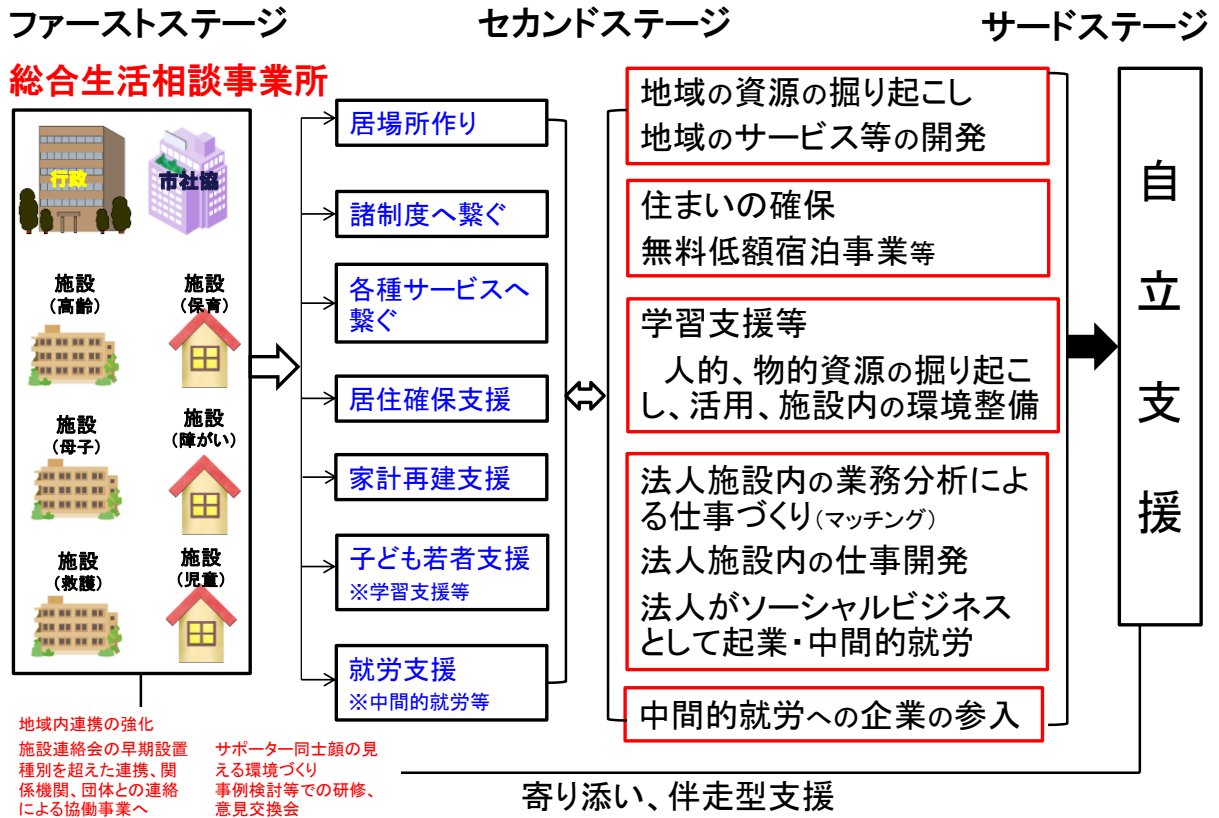 ファーストステージ
セカンドステージ
サードステージ
総合生活相談事業所
行政
市社協
施設
(高齢)
施設
(保育)
施設
(母子)
施設
(障がい)
施設
(救護)
施設
(児童)
地域内連携の強化
施設連絡会の早期設置
種別を超えた連携、関
係機関、団体との連絡
による協働事業へ
サポーター同士顔の見
える環境づくり
事例検討等での研修、
意見交換会
居場所作り
諸制度へ繋ぐ
各種サービスへ
繋ぐ
居住確保支援
家計再建支援
子ども若者支援
※学習支援等
就労支援
※中間的就労等
地域の資源の掘り起こし
地域のサービス等の開発
住まいの確保
無料低額宿泊事業等
学習支援等
人的、物的資源の掘り起こ
し、活用、施設内の環境整備
法人施設内の業務分析によ
る仕事づくり(マッチング)
法人施設内の仕事開発
法人がソーシャルビジネス
として起業・中間的就労
中間的就労への企業の参入
自立支援
寄り添い、伴走型支援